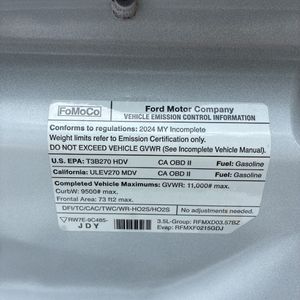 FoMoCo
Ford Motor Company
VEHICLE EMISSION CONTROL INFORMATION
Conforms to regulations: 2024 MY Incomplete
Weight limits refer to Emission Certification only.
DO NOT EXCEED VEHICLE GVWR (See Incomplete Vehicle Manual).
U.S. EPA: T3B270 HDV CA OBD II Fuel: Gasoline
California: ULEV270 MDV CA OBD II Fuel: Gasoline
Completed Vehicle Maximums: GVWR: 11,000# max.
CurbW: 9500# max.
Frontal Area: 73 ft2 max.
DFI/TC/CAC/TWC/WR-HO2S/HO2S No adjustments needed.
RW7E-9C485- 3.5L-Group: RFMXD03.57BZ
JDY Evap: RFMXF0215GDJ